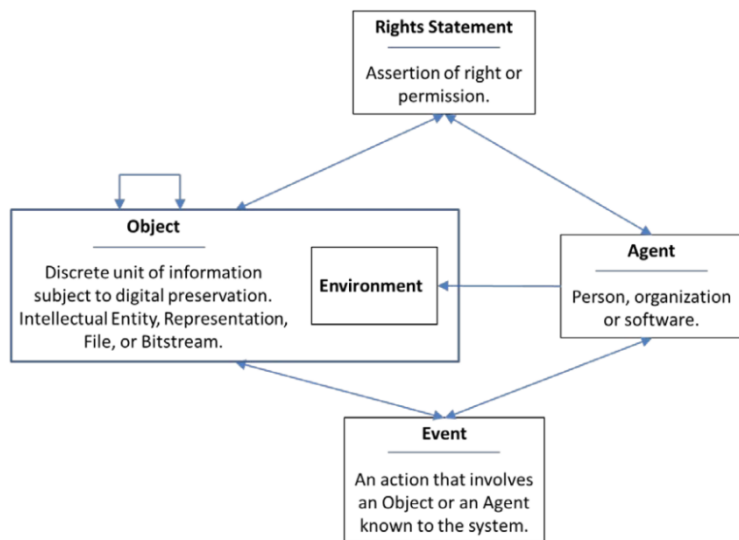 Rights Statement
Assertion of right or
permission.
Object
Discrete unit of information
subject to digital preservation.
Intellectual Entity, Representation,
File, or Bitstream.
Environment
Agent
Person, organization
or software.
Event
An action that involves
an Object or an Agent
known to the system.